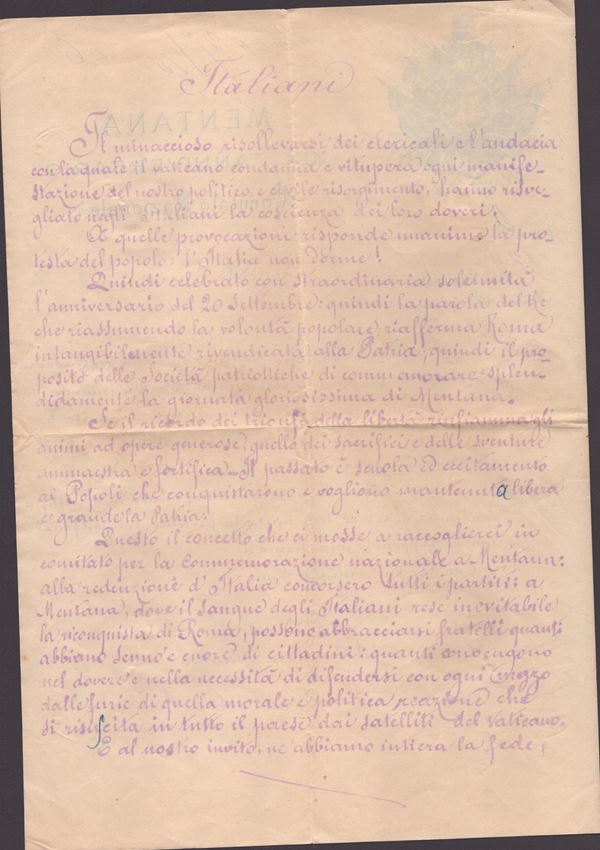 Italiani
Il minaccioso risollevarsi dei clericali e l'audacia
con la quale il vaticano condanna e vitupera ogni manife-
stazione del nostro politico e civile risorgimento, hanno risve-
gliato negli Italiani la coscienza dei loro doveri.
A quelle provocazioni risponde unanime la pro-
testa del popolo: l'Italia non dorme!
Quindi celebrato con straordinaria solennità
l'anniversario del 20 Settembre: quindi la parola del Re
che riassumendo la volontà popolare riafferma Roma
intangibilmente rivendicata alla Patria; quindi il pro-
posito delle Società patriottiche di commemorare splen-
didamente la giornata gloriosissima di Mentana.
Se il ricordo dei trionfi della libertà rinfiamma gli
animi ad opere generose, quello dei sacrifici e delle sventure
ammaestra e fortifica_Il passato è scuola ed eccitamento
ai Popoli che conquistarono e vogliono mantenuta libera
e grande la Patria.
Questo il concetto che ci mosse a raccoglierci in
comitato per la Commemorazione nazionale a Mentana:
alla redenzione d'Italia concorsero tutti i partiti: a
Mentana, dove il sangue degli Italiani rese inevitabile
la riconquista di Roma, possono abbracciarsi fratelli quanti
abbiano senno e cuore di cittadini: quanti convengono
nel dovere e nella necessità di difendersi con ogni mezzo
dalle furie di quella morale e politica reazione che
si risuscita in tutto il paese dai satelliti del Vaticano.
E al nostro invito, ne abbiamo intiera la fede,